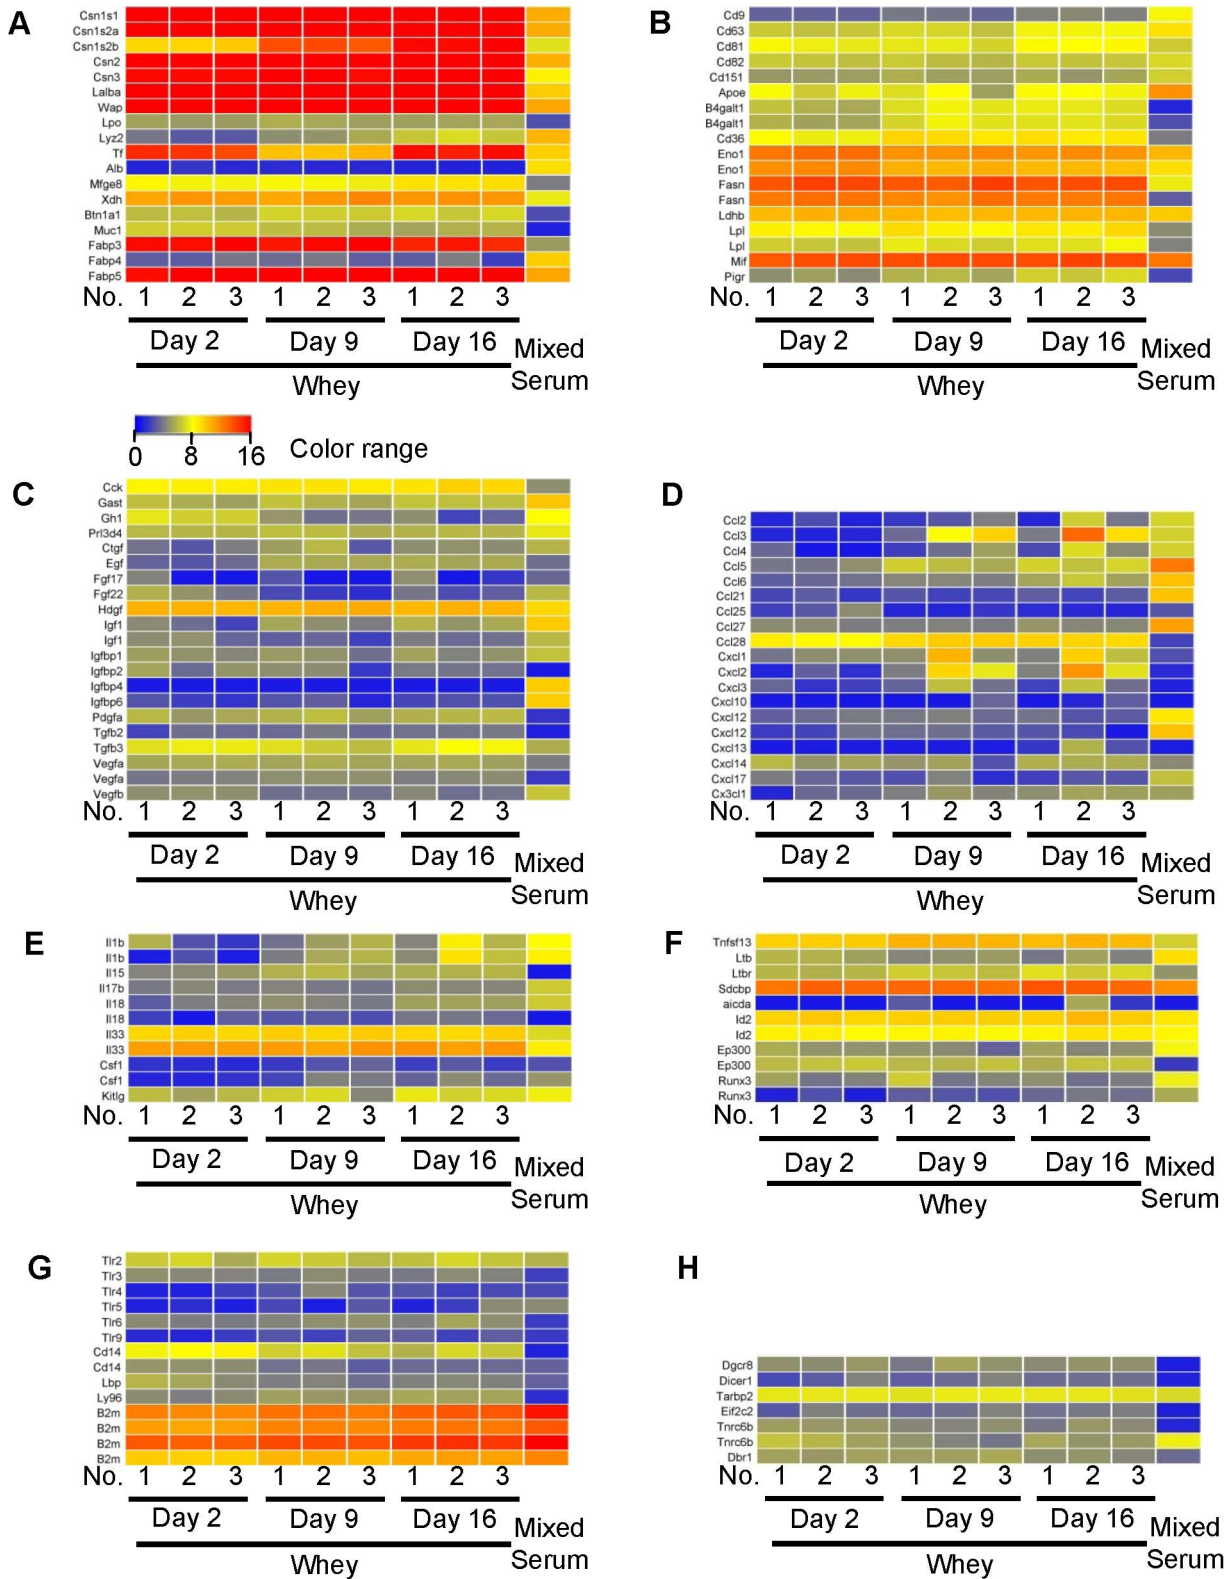 A
Csn1s1
Csn1s2a
Csn1s2b
Csn2
Csn3
Lalba
Wap
Lpo
Lyz2
Tf
Alb
Mfge8
Xdh
Btn1a1
Muc1
Fabp3
Fabp4
Fabp5
No. 1 2 3 1 2 3 1 2 3
Day 2 Day 9 Day 16 Mixed
Whey Serum
B
Cd9
Cd63
Cd81
Cd82
Cd151
Apoe
B4galt1
B4galt1
Cd36
Eno1
Eno1
Fasn
Fasn
Ldhb
Lpl
Lpl
Mif
Pigr
No. 1 2 3 1 2 3 1 2 3
Day 2 Day 9 Day 16 Mixed
Whey Serum
0 8 16 Color range
C
Cck
Gast
Gh1
Prl3d4
Ctgf
Egf
Fgf17
Fgf22
Hdgf
Igf1
Igf1
Igfbp1
Igfbp2
Igfbp4
Igfbp6
Pdgfa
Tgfb2
Tgfb3
Vegfa
Vegfa
Vegfb
No. 1 2 3 1 2 3 1 2 3
Day 2 Day 9 Day 16 Mixed
Whey Serum
D
Ccl2
Ccl3
Ccl4
Ccl5
Ccl6
Ccl21
Ccl25
Ccl27
Ccl28
Cxcl1
Cxcl2
Cxcl3
Cxcl10
Cxcl12
Cxcl12
Cxcl13
Cxcl14
Cxcl17
Cx3cl1
No. 1 2 3 1 2 3 1 2 3
Day 2 Day 9 Day 16 Mixed
Whey Serum
E
Il1b
Il1b
Il15
Il17b
Il18
Il18
Il33
Il33
Csf1
Csf1
Kitlg
No. 1 2 3 1 2 3 1 2 3
Day 2 Day 9 Day 16 Mixed
Whey Serum
F
Tnfsf13
Ltb
Ltbr
Sdcbp
aicda
Id2
Id2
Ep300
Ep300
Runx3
Runx3
No. 1 2 3 1 2 3 1 2 3
Day 2 Day 9 Day 16 Mixed
Whey Serum
G
Tlr2
Tlr3
Tlr4
Tlr5
Tlr6
Tlr9
Cd14
Cd14
Lbp
Ly96
B2m
B2m
B2m
B2m
No. 1 2 3 1 2 3 1 2 3
Day 2 Day 9 Day 16 Mixed
Whey Serum
H
Dgcr8
Dicer1
Tarbp2
Eif2c2
Tnrc6b
Tnrc6b
Dbr1
No. 1 2 3 1 2 3 1 2 3
Day 2 Day 9 Day 16 Mixed
Whey Serum